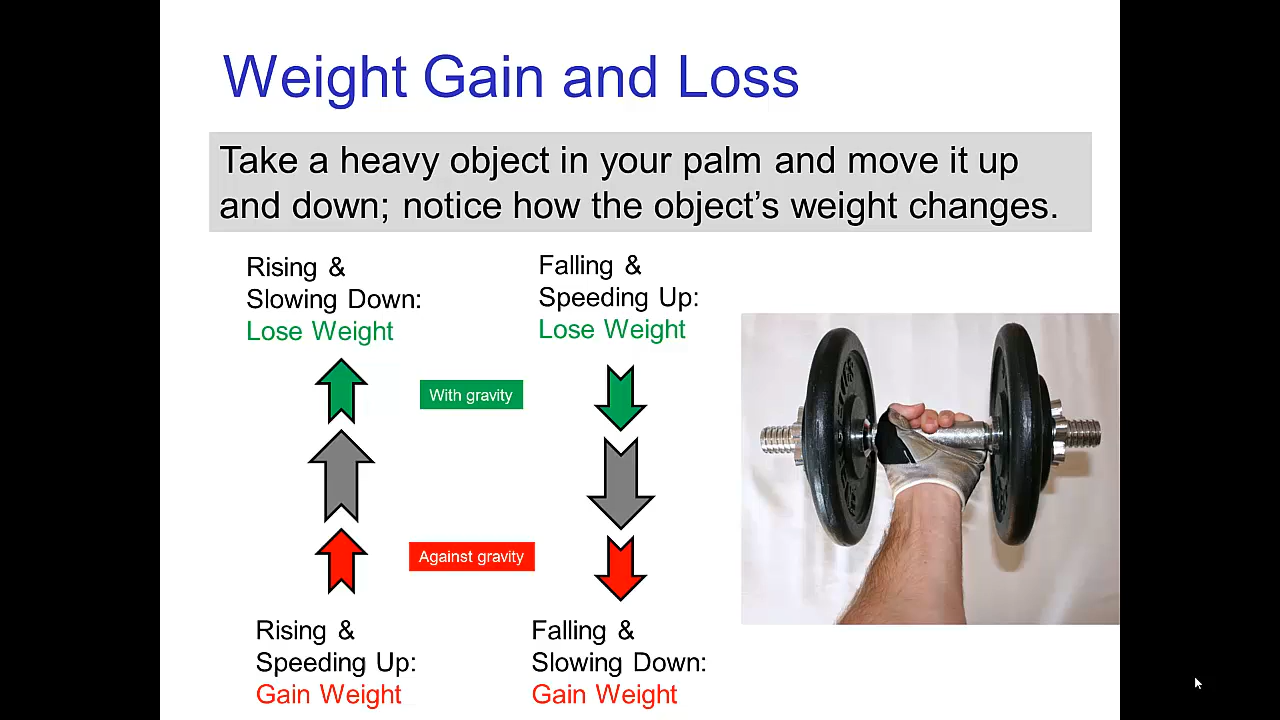 Weight Gain and Loss
Take a heavy object in your palm and move it up
and down; notice how the object's weight changes.
Rising &
Slowing Down:
Lose Weight
Falling &
Speeding Up:
Lose Weight
With gravity
Against gravity
Rising &
Speeding Up:
Gain Weight
Falling &
Slowing Down:
Gain Weight